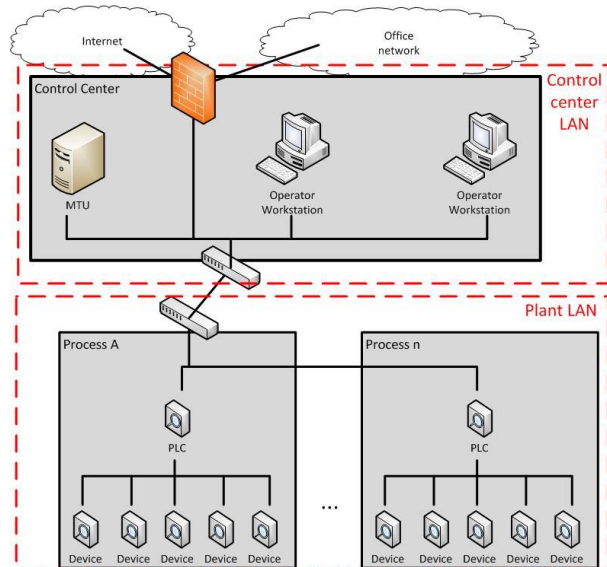 Internet
Office
network
Control Center
Control
center
LAN
MTU
Operator
Workstation
Operator
Workstation
Plant LAN
Process A
Process n
PLC
PLC
...
Device Device Device Device Device
Device Device Device Device Device